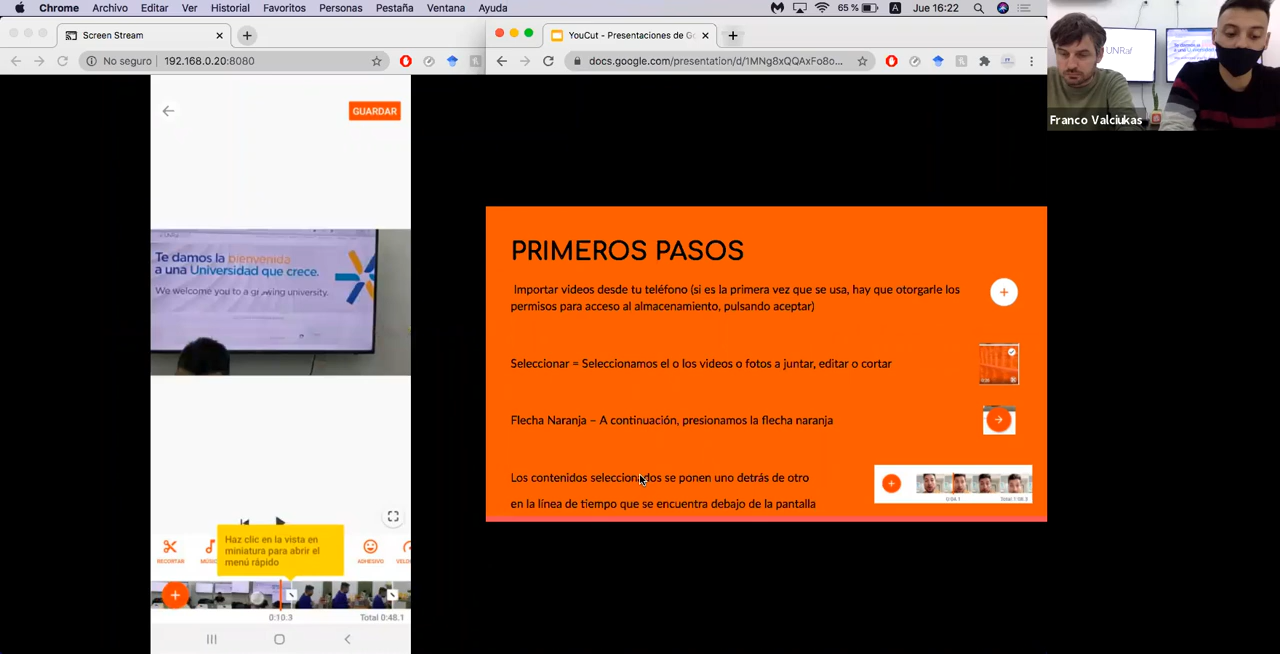 Chrome Archivo Editar Ver Historial Favoritos Personas Pestaña Ventana Ayuda
65 % A Jue 16:22
Screen Stream
YouCut - Presentaciones de Go
No seguro 192.168.0.20:8080
docs.google.com/presentation/d/1MNg8xQQAxFo8o...
GUARDAR
Te damos la bienvenida
a una Universidad que crece.
We welcome you to a growing university.
Haz clic en la vista en
miniatura para abrir el
menú rápido
RECORTAR
ADHESIVO
0:10.3
Total 0:48.1
PRIMEROS PASOS
Importar videos desde tu teléfono (si es la primera vez que se usa, hay que otorgarle los
permisos para acceso al almacenamiento, pulsando aceptar)
Seleccionar = Seleccionamos el o los videos o fotos a juntar, editar o cortar
Flecha Naranja – A continuación, presionamos la flecha naranja
Los contenidos seleccionados se ponen uno detrás de otro
en la línea de tiempo que se encuentra debajo de la pantalla
Franco Valciukas